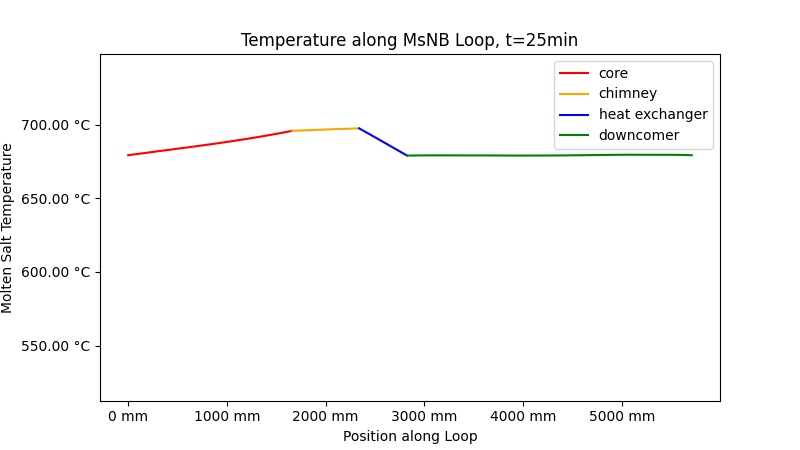 Temperature along MsNB Loop, t=25min
core
chimney
heat exchanger
downcomer
Molten Salt Temperature
700.00 °C
650.00 °C
600.00 °C
550.00 °C
0 mm 1000 mm 2000 mm 3000 mm 4000 mm 5000 mm
Position along Loop